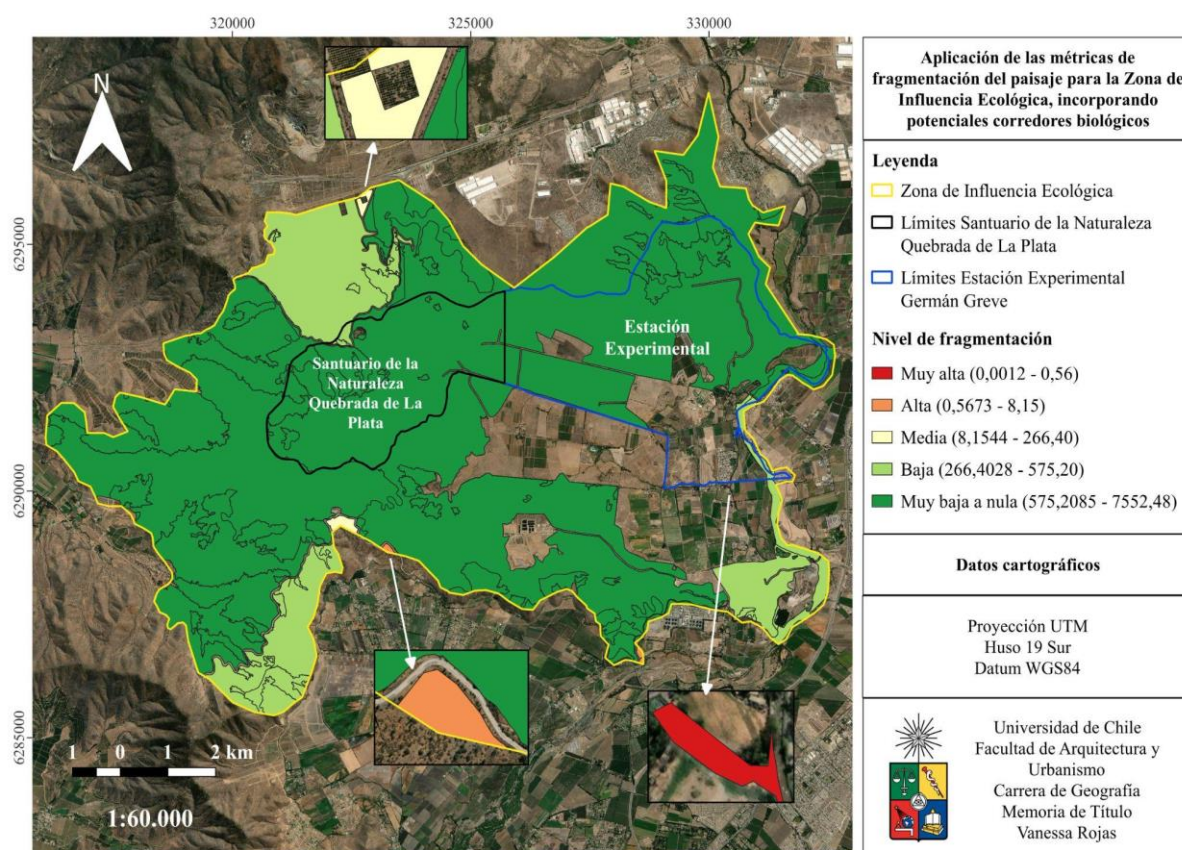 320000
325000
330000
6295000
6290000
6285000
N
Santuario de la
Naturaleza
Quebrada de La
Plata
Estación
Experimental
1 0 1 2 km
1:60.000
Aplicación de las métricas de
fragmentación del paisaje para la Zona de
Influencia Ecológica, incorporando
potenciales corredores biológicos
Leyenda
Zona de Influencia Ecológica
Límites Santuario de la Naturaleza
Quebrada de La Plata
Límites Estación Experimental
Germán Greve
Nivel de fragmentación
Muy alta (0,0012 - 0,56)
Alta (0,5673 - 8,15)
Media (8,1544 - 266,40)
Baja (266,4028 - 575,20)
Muy baja a nula (575,2085 - 7552,48)
Datos cartográficos
Proyección UTM
Huso 19 Sur
Datum WGS84
Universidad de Chile
Facultad de Arquitectura y
Urbanismo
Carrera de Geografía
Memoria de Título
Vanessa Rojas